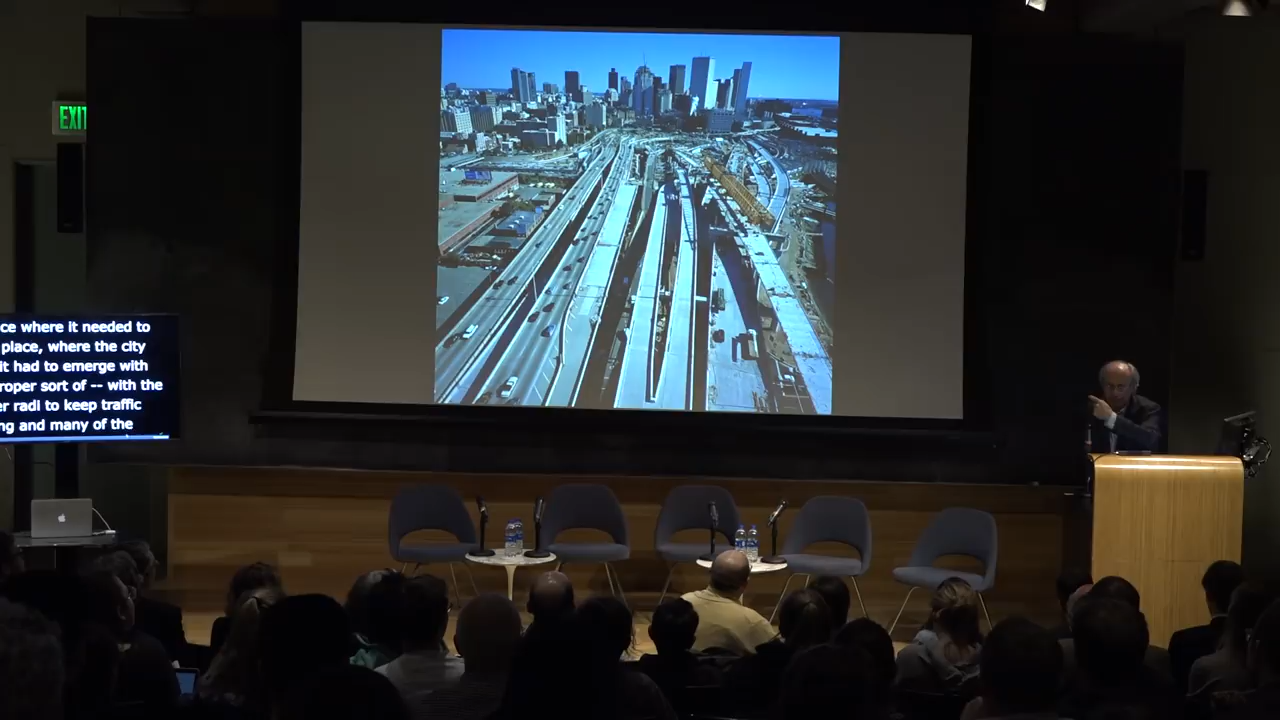 EXIT
ce where it needed to
place, where the city
it had to emerge with
roper sort of -- with the
er radi to keep traffic
ng and many of the